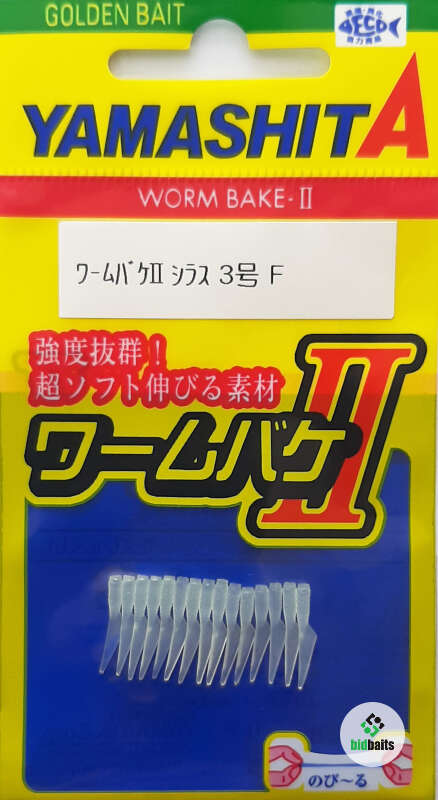 GOLDEN BAIT
DECO
YAMASHITA
WORM BAKE-II
ワームバケII シラス 3号 F
強度抜群！
超ソフト伸びる素材
ワームバケII
bidbaits
のび〜る